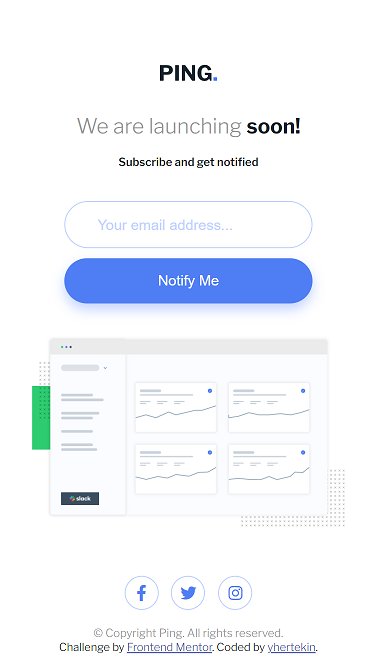 PING.
We are launching soon!
Subscribe and get notified
Your email address...
Notify Me
slack
© Copyright Ping. All rights reserved.
Challenge by Frontend Mentor. Coded by yhertekin.